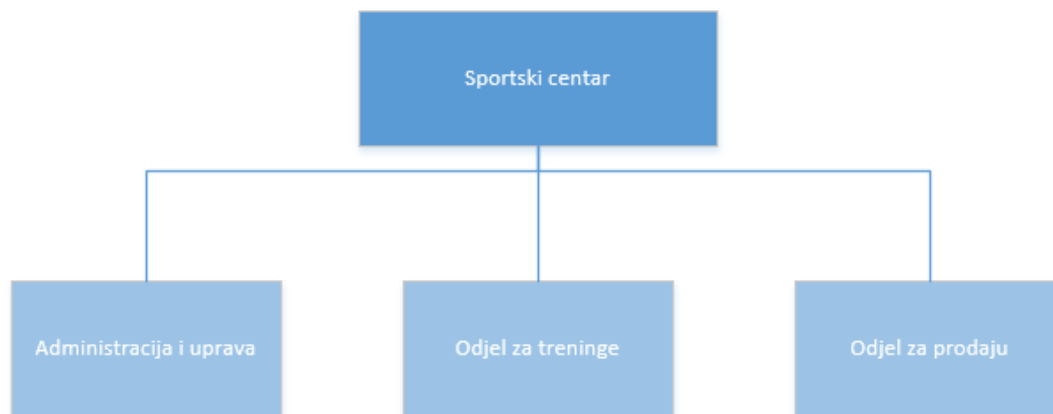 Sportski centar
Administracija i uprava
Odjel za treninge
Odjel za prodaju